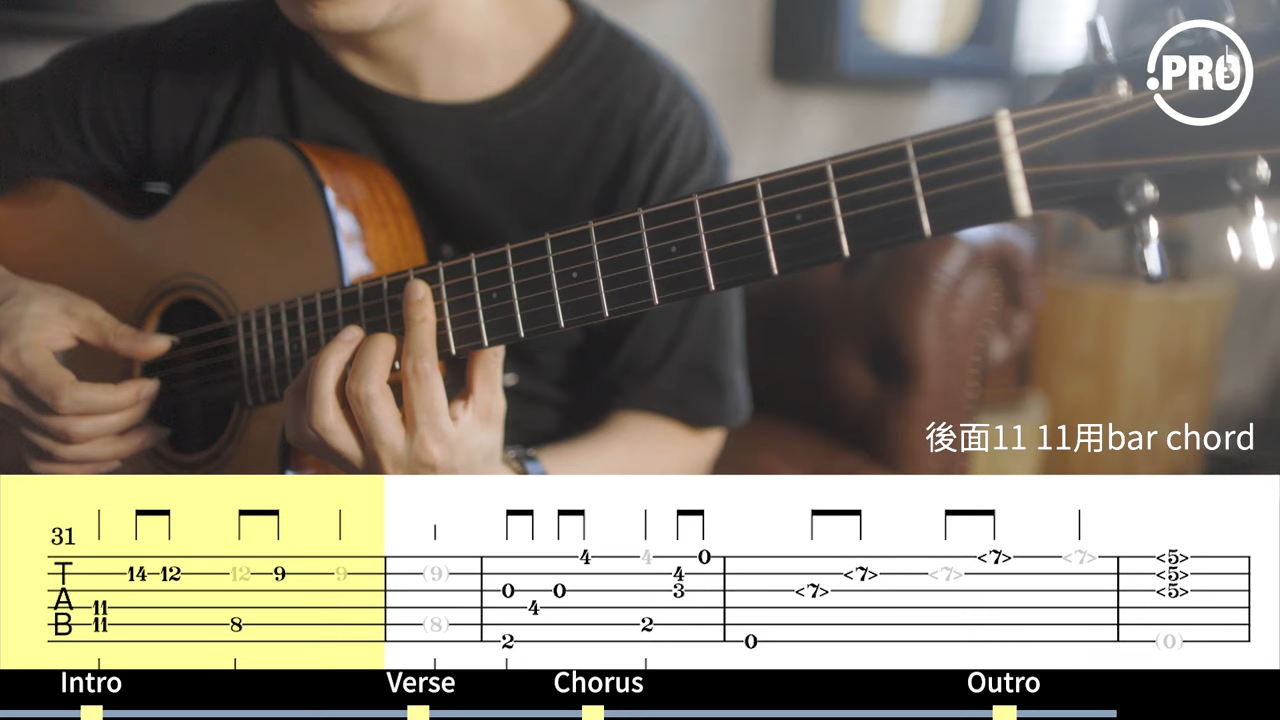 .PRO
後面11 11用bar chord
31
4 4 0 <7> <7> <5>
T 14 12 12 9 9 (9) 4 <7> <7> <5>
0 0 3 <7> <5>
A 11 4
B 11 8 (8) 2
2 0 (0)
Intro Verse Chorus Outro